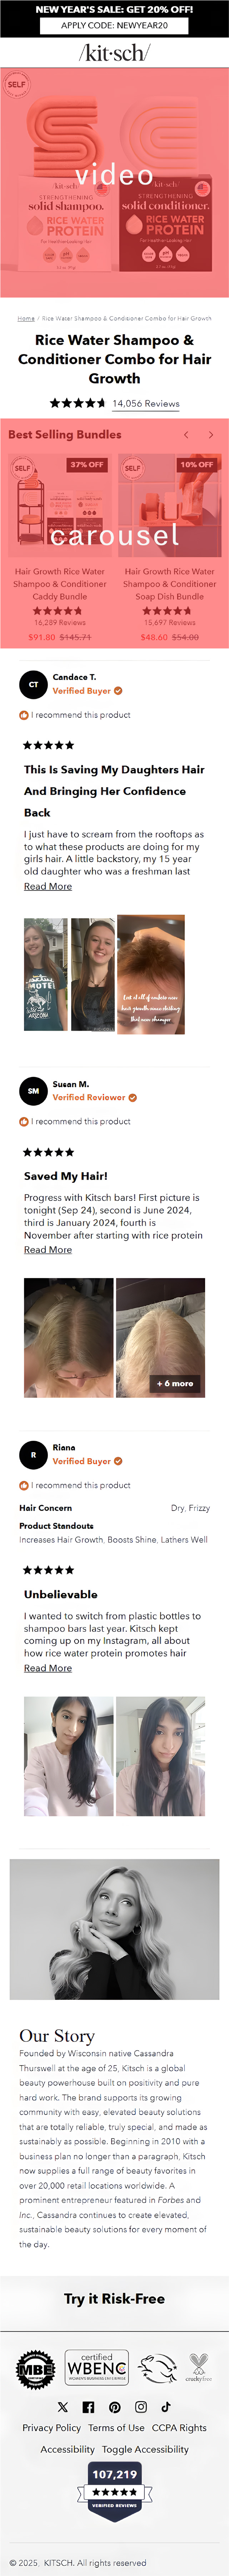 NEW YEAR'S SALE: GET 20% OFF!
APPLY CODE: NEWYEAR20
/kit·sch/
SELF
video
kit·sch
STRENGTHENING
solid shampoo.
RICE WATER
PROTEIN
kit·sch
STRENGTHENING
solid conditioner.
RICE WATER
PROTEIN
Home / Rice Water Shampoo & Conditioner Combo for Hair Growth
Rice Water Shampoo &
Conditioner Combo for Hair
Growth
14,056 Reviews
Best Selling Bundles
SELF
37% OFF
SELF
10% OFF
carousel
Hair Growth Rice Water
Shampoo & Conditioner
Caddy Bundle
16,289 Reviews
$91.80 $145.71
Hair Growth Rice Water
Shampoo & Conditioner
Soap Dish Bundle
15,697 Reviews
$48.60 $54.00
CT
Candace T.
Verified Buyer
I recommend this product
This Is Saving My Daughters Hair
And Bringing Her Confidence
Back
I just have to scream from the rooftops as
to what these products are doing for my
girls hair. A little backstory, my 15 year
old daughter who was a freshman last
Read More
SM
Susan M.
Verified Reviewer
I recommend this product
Saved My Hair!
Progress with Kitsch bars! First picture is
tonight (Sep 24), second is June 2024,
third is January 2024, fourth is
November after starting with rice protein
Read More
+ 6 more
R
Riana
Verified Buyer
I recommend this product
Hair Concern Dry, Frizzy
Product Standouts
Increases Hair Growth, Boosts Shine, Lathers Well
Unbelievable
I wanted to switch from plastic bottles to
shampoo bars last year. Kitsch kept
coming up on my Instagram, all about
how rice water protein promotes hair
Read More
Our Story
Founded by Wisconsin native Cassandra
Thurswell at the age of 25, Kitsch is a global
beauty powerhouse built on positivity and pure
hard work. The brand supports its growing
community with easy, elevated beauty solutions
that are totally reliable, truly special, and made as
sustainably as possible. Beginning in 2010 with a
business plan no longer than a paragraph, Kitsch
now supplies a full range of beauty favorites in
over 20,000 retail locations worldwide. A
prominent entrepreneur featured in Forbes and
Inc., Cassandra continues to create elevated,
sustainable beauty solutions for every moment of
the day.
Try it Risk-Free
MBE
certified
WBENC
WOMEN'S BUSINESS ENTERPRISE
crueltyfree
Privacy Policy Terms of Use CCPA Rights
Accessibility Toggle Accessibility
107,219
VERIFIED REVIEWS
© 2025, KITSCH. All rights reserved